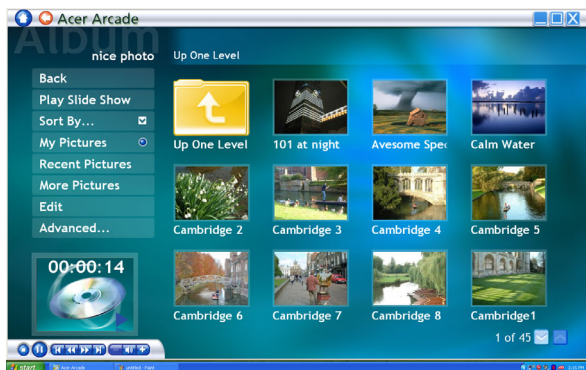 Acer Arcade
Album
nice photo
Up One Level
Back
Play Slide Show
Sort By...
My Pictures
Recent Pictures
More Pictures
Edit
Advanced...
00:00:14
Up One Level
101 at night
Avesome Spec
Calm Water
Cambridge 2
Cambridge 3
Cambridge 4
Cambridge 5
Cambridge 6
Cambridge 7
Cambridge 8
Cambridge1
1 of 45
start
Acer Arcade
untitled - Paint